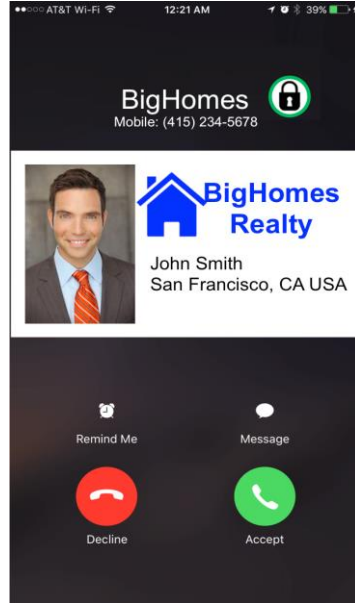 AT&T Wi-Fi 12:21 AM 39%
BigHomes
Mobile: (415) 234-5678
BigHomes
Realty
John Smith
San Francisco, CA USA
Remind Me Message
Decline Accept